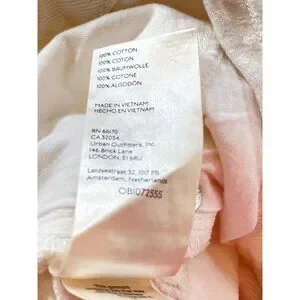 100% COTTON
100% COTON
100% BAUMWOLLE
100% COTONE
100% ALGODÓN
MADE IN VIETNAM
HECHO EN VIETNAM
RN 66170
CA 32054
Urban Outfitters, Inc.
146 Brick Lane
LONDON, E1 6RU
Leidsestraat 52, 1017 PB
Amsterdam, Netherlands
OB1072555